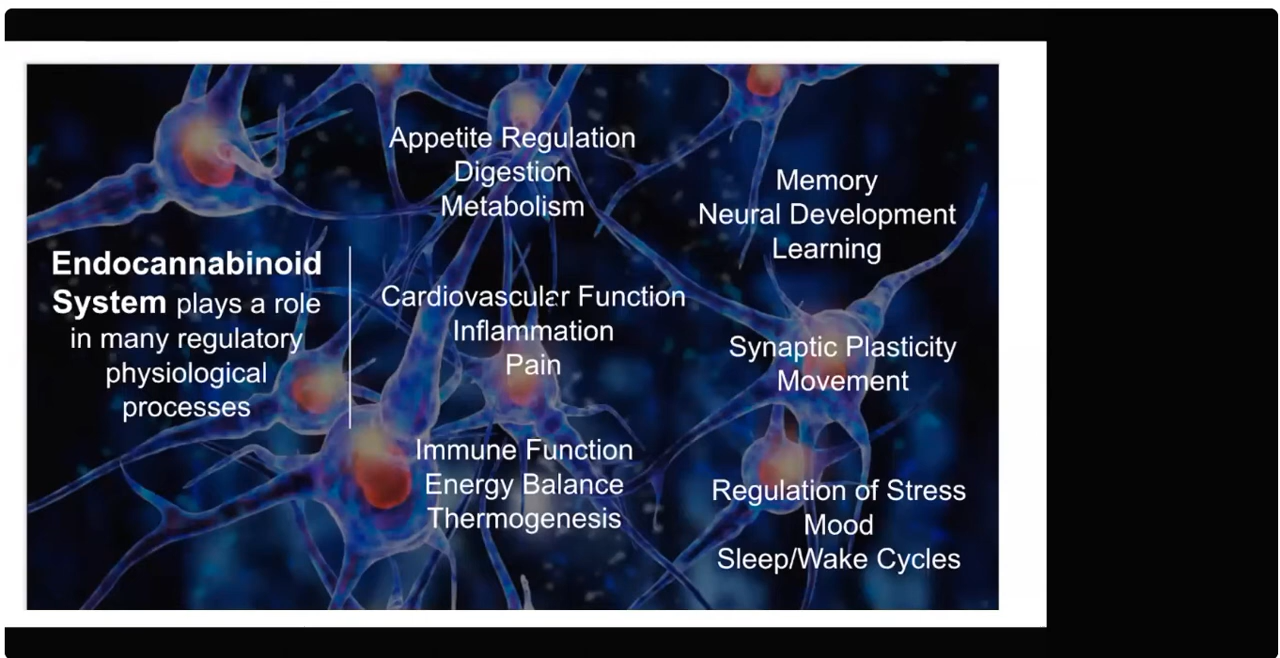 Endocannabinoid
System plays a role
in many regulatory
physiological
processes
Appetite Regulation
Digestion
Metabolism
Cardiovascular Function
Inflammation
Pain
Immune Function
Energy Balance
Thermogenesis
Memory
Neural Development
Learning
Synaptic Plasticity
Movement
Regulation of Stress
Mood
Sleep/Wake Cycles